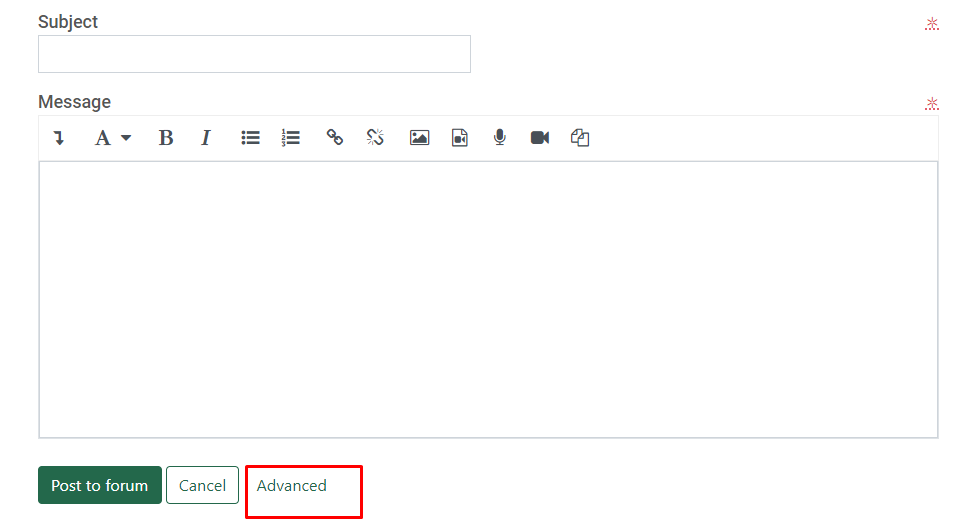 Subject
Message
A B I
Post to forum Cancel Advanced